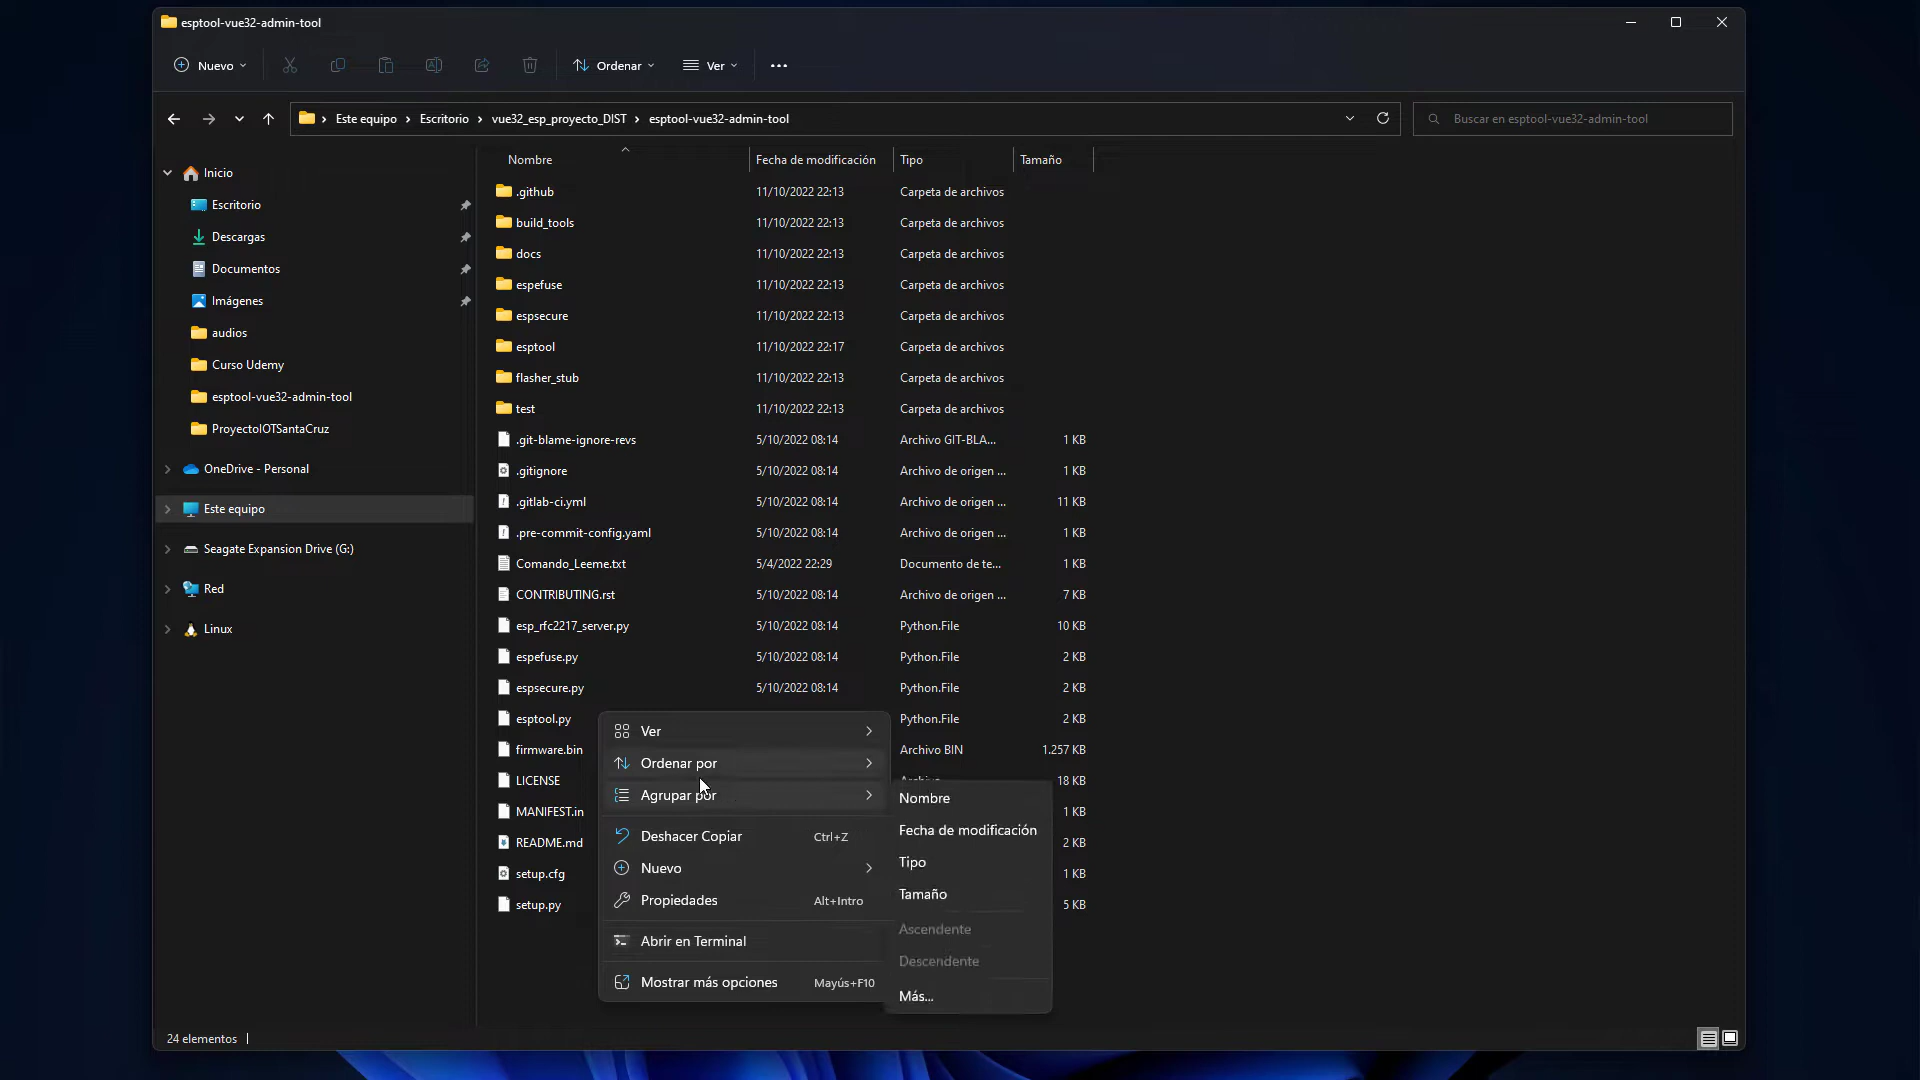 esptool-vue32-admin-tool
Nuevo
Ordenar
Ver
Este equipo
Escritorio
vue32_esp_proyecto_DIST
esptool-vue32-admin-tool
Buscar en esptool-vue32-admin-tool
Inicio
Escritorio
Descargas
Documentos
Imágenes
audios
Curso Udemy
esptool-vue32-admin-tool
ProyectoIOTSantaCruz
OneDrive - Personal
Este equipo
Seagate Expansion Drive (G:)
Red
Linux
Nombre Fecha de modificación Tipo Tamaño
.github 11/10/2022 22:13 Carpeta de archivos
build_tools 11/10/2022 22:13 Carpeta de archivos
docs 11/10/2022 22:13 Carpeta de archivos
espefuse 11/10/2022 22:13 Carpeta de archivos
espsecure 11/10/2022 22:13 Carpeta de archivos
esptool 11/10/2022 22:17 Carpeta de archivos
flasher_stub 11/10/2022 22:13 Carpeta de archivos
test 11/10/2022 22:13 Carpeta de archivos
.git-blame-ignore-revs 5/10/2022 08:14 Archivo GIT-BLA... 1 KB
.gitignore 5/10/2022 08:14 Archivo de origen ... 1 KB
.gitlab-ci.yml 5/10/2022 08:14 Archivo de origen ... 11 KB
.pre-commit-config.yaml 5/10/2022 08:14 Archivo de origen ... 1 KB
Comando_Leeme.txt 5/4/2022 22:29 Documento de te... 1 KB
CONTRIBUTING.rst 5/10/2022 08:14 Archivo de origen ... 7 KB
esp_rfc2217_server.py 5/10/2022 08:14 Python.File 10 KB
espefuse.py 5/10/2022 08:14 Python.File 2 KB
espsecure.py 5/10/2022 08:14 Python.File 2 KB
esptool.py Python.File 2 KB
firmware.bin Archivo BIN 1.257 KB
LICENSE 18 KB
MANIFEST.in 1 KB
README.md 2 KB
setup.cfg 1 KB
setup.py 5 KB
Ver
Ordenar por
Agrupar por
Deshacer Copiar Ctrl+Z
Nuevo
Propiedades Alt+Intro
Abrir en Terminal
Mostrar más opciones Mayús+F10
Nombre
Fecha de modificación
Tipo
Tamaño
Ascendente
Descendente
Más...
24 elementos